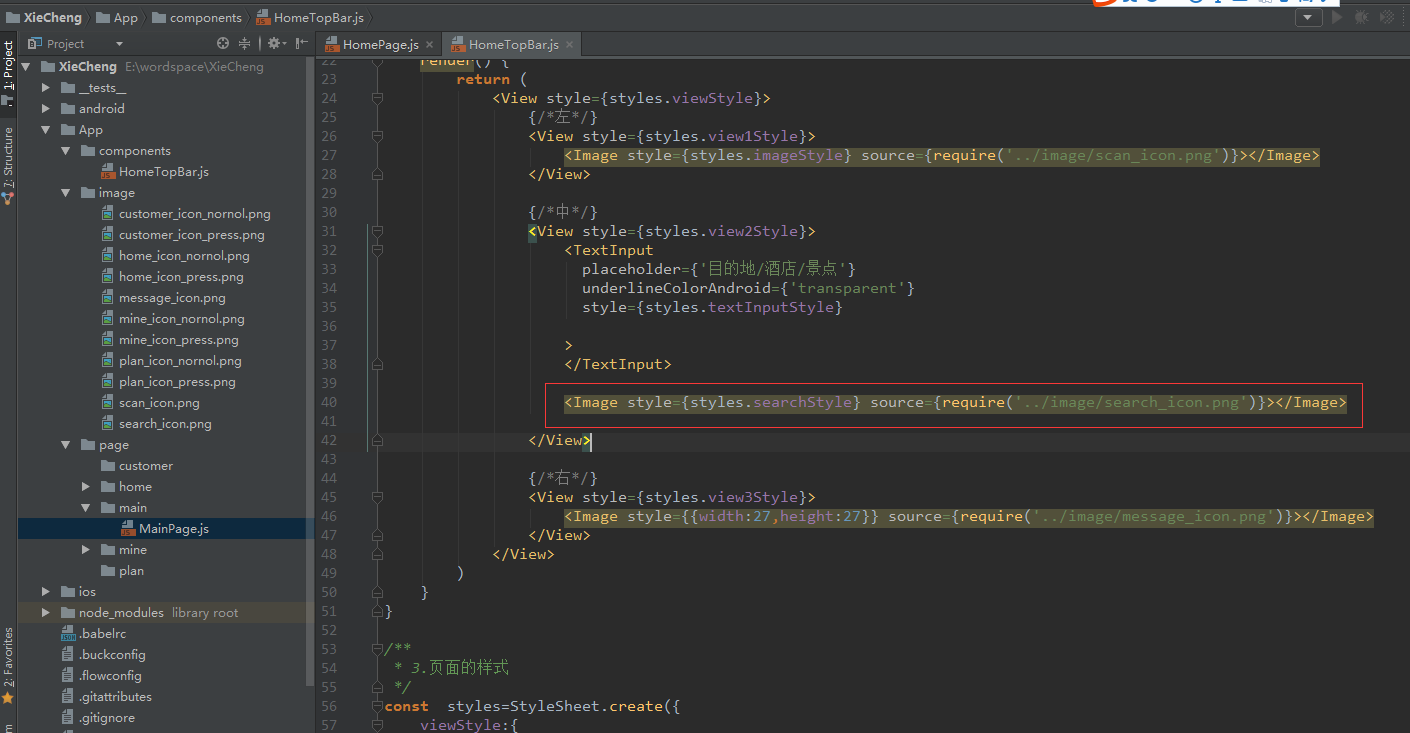 XieCheng App components HomeTopBar.js
Project
HomePage.js × HomeTopBar.js ×
1: Project
7: Structure
2: Favorites
XieCheng E:\wordspace\XieCheng
__tests__
android
App
components
HomeTopBar.js
image
customer_icon_nornol.png
customer_icon_press.png
home_icon_nornol.png
home_icon_press.png
message_icon.png
mine_icon_nornol.png
mine_icon_press.png
plan_icon_nornol.png
plan_icon_press.png
scan_icon.png
search_icon.png
page
customer
home
main
MainPage.js
mine
plan
ios
node_modules library root
.babelrc
.buckconfig
.flowconfig
.gitattributes
.gitignore
22 render() {
23 return (
24 <View style={styles.viewStyle}>
25 {/*左*/}
26 <View style={styles.view1Style}>
27 <Image style={styles.imageStyle} source={require('../image/scan_icon.png')}></Image>
28 </View>
29
30 {/*中*/}
31 <View style={styles.view2Style}>
32 <TextInput
33 placeholder={'目的地/酒店/景点'}
34 underlineColorAndroid={'transparent'}
35 style={styles.textInputStyle}
36
37 >
38 </TextInput>
39
40 <Image style={styles.searchStyle} source={require('../image/search_icon.png')}></Image>
41
42 </View>
43
44 {/*右*/}
45 <View style={styles.view3Style}>
46 <Image style={{width:27,height:27}} source={require('../image/message_icon.png')}></Image>
47 </View>
48 </View>
49 )
50 }
51 }
52
53 /**
54 * 3.页面的样式
55 */
56 const styles=StyleSheet.create({
57 viewStyle:{